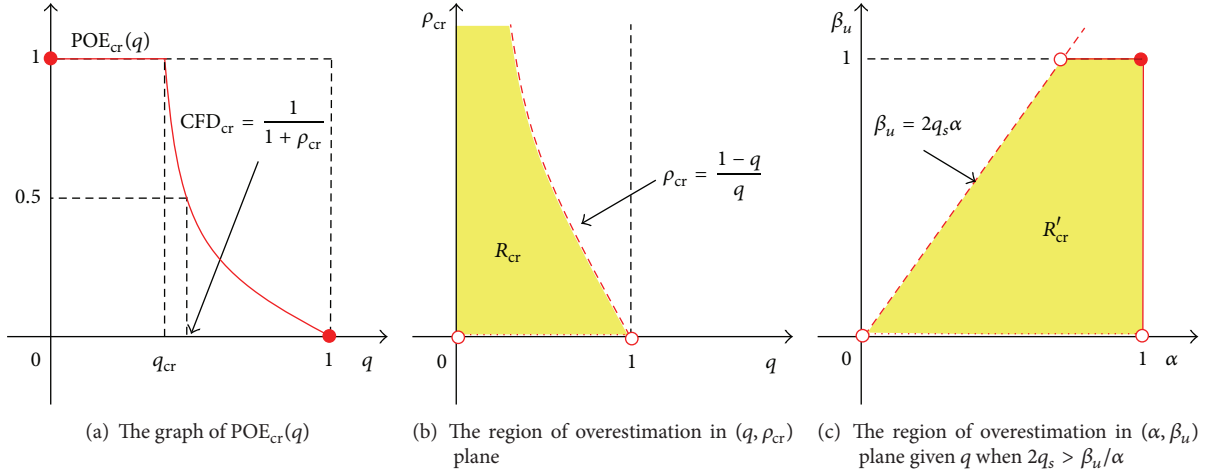 POE_cr(q)
1
CFD_cr = 1 / (1 + ρ_cr)
0.5
0
q_cr
1
q
(a) The graph of POE_cr(q)
ρ_cr
ρ_cr = (1 − q) / q
R_cr
0
1
q
(b) The region of overestimation in (q, ρ_cr)
plane
β_u
1
β_u = 2q_sα
R′_cr
0
1
α
(c) The region of overestimation in (α, β_u)
plane given q when 2q_s > β_u/α